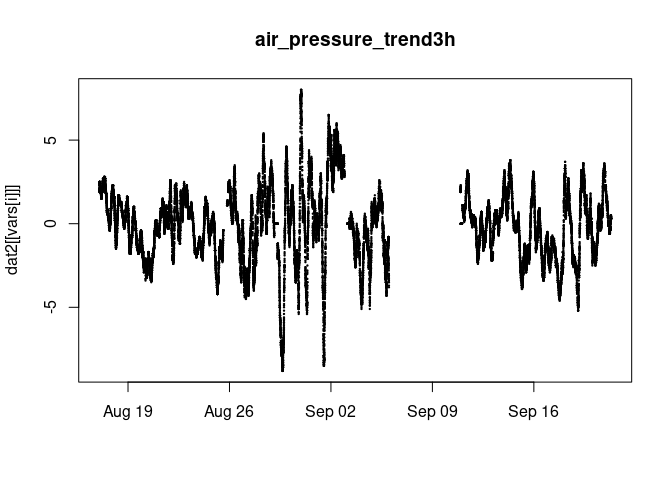 air_pressure_trend3h
dat2[[vars[i]]]
5
0
-5
Aug 19
Aug 26
Sep 02
Sep 09
Sep 16